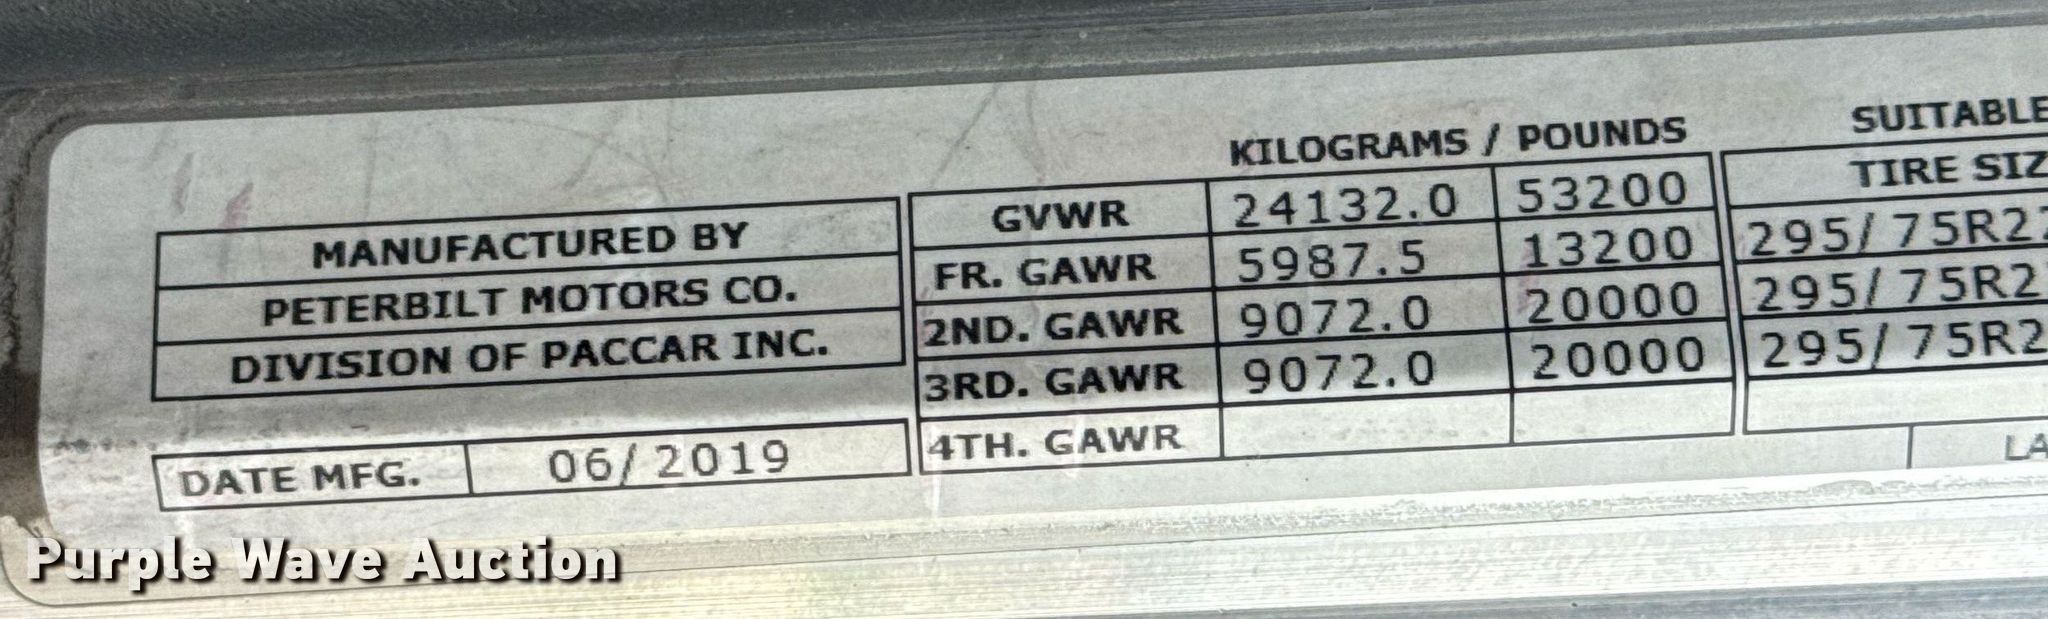 KILOGRAMS / POUNDS SUITABLE
MANUFACTURED BY
PETERBILT MOTORS CO.
DIVISION OF PACCAR INC.
DATE MFG. 06/2019
GVWR 24132.0 53200 TIRE
FR. GAWR 5987.5 13200 295/75R2
2ND. GAWR 9072.0 20000 295/75R2
3RD. GAWR 9072.0 20000 295/75R2
4TH. GAWR
Purple Wave Auction